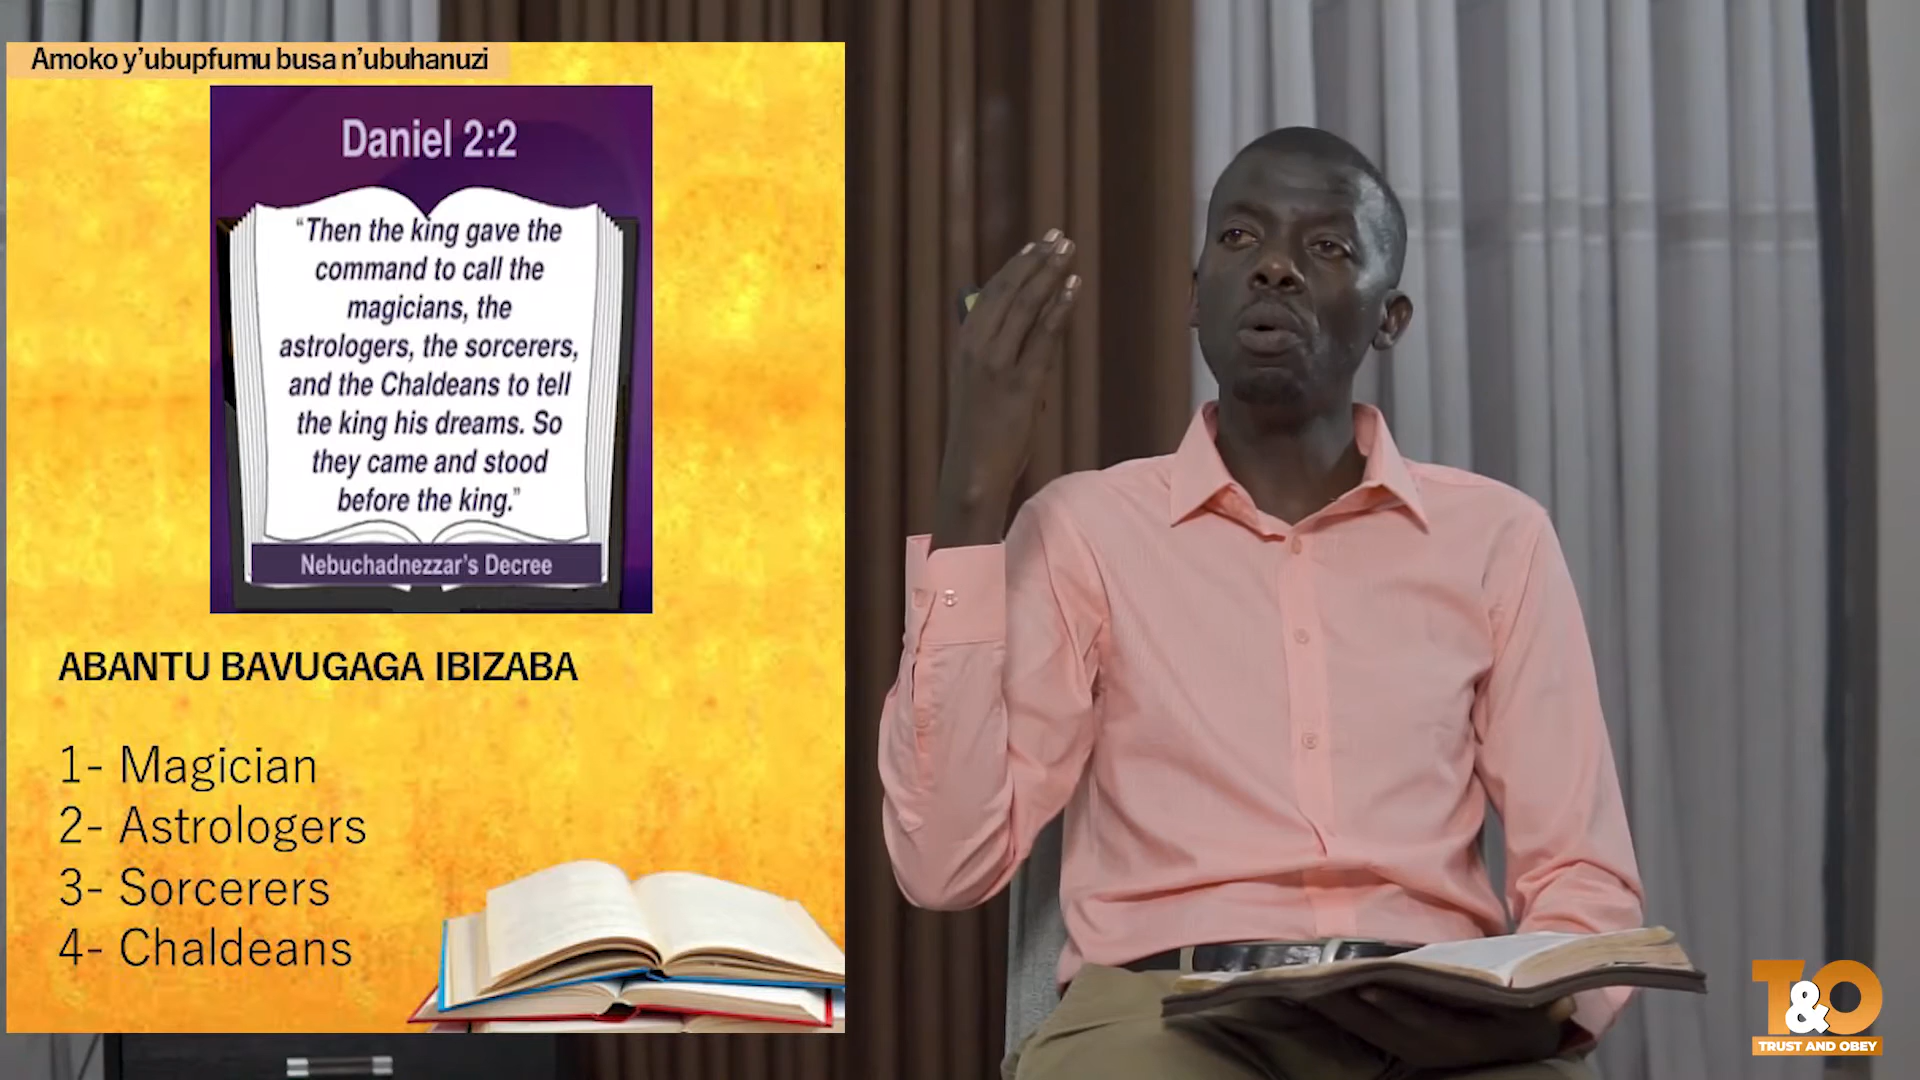 Amoko y'ubupfumu busa n'ubuhanuzi
Daniel 2:2
“Then the king gave the
command to call the
magicians, the
astrologers, the sorcerers,
and the Chaldeans to tell
the king his dreams. So
they came and stood
before the king.”
Nebuchadnezzar's Decree
ABANTU BAVUGAGA IBIZABA
1- Magician
2- Astrologers
3- Sorcerers
4- Chaldeans
T&O
TRUST AND OBEY